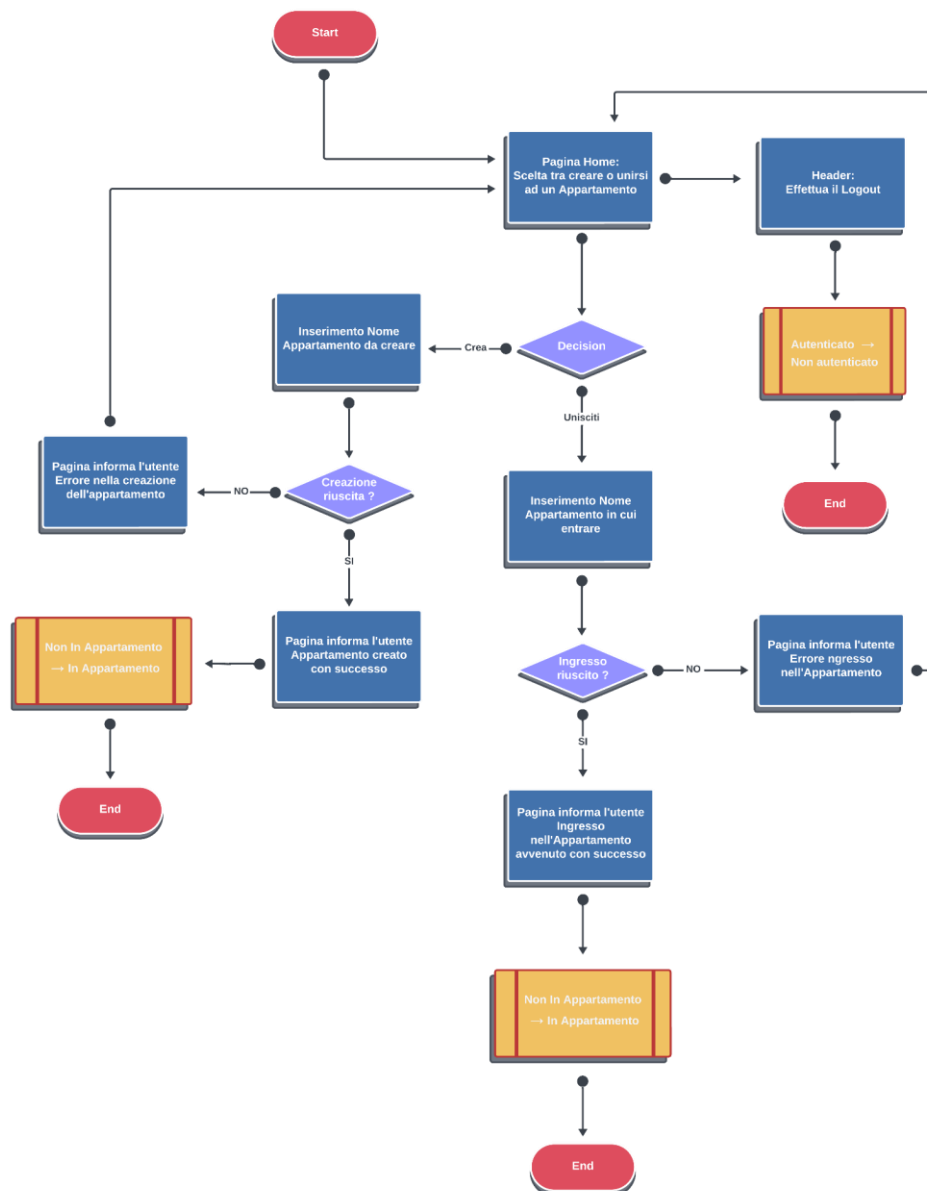 Start
Pagina Home:
Scelta tra creare o unirsi
ad un Appartamento
Header:
Effettua il Logout
Inserimento Nome
Appartamento da creare
Crea
Decision
Autenticato →
Non autenticato
Unisciti
Pagina informa l'utente
Errore nella creazione
dell'appartamento
NO
Creazione
riuscita ?
Inserimento Nome
Appartamento in cui
entrare
End
SI
Non In Appartamento
→ In Appartamento
Pagina informa l'utente
Appartamento creato
con successo
Ingresso
riuscito ?
NO
Pagina informa l'utente
Errore ngresso
nell'Appartamento
SI
End
Pagina informa l'utente
Ingresso
nell'Appartamento
avvenuto con successo
Non In Appartamento
→ In Appartamento
End